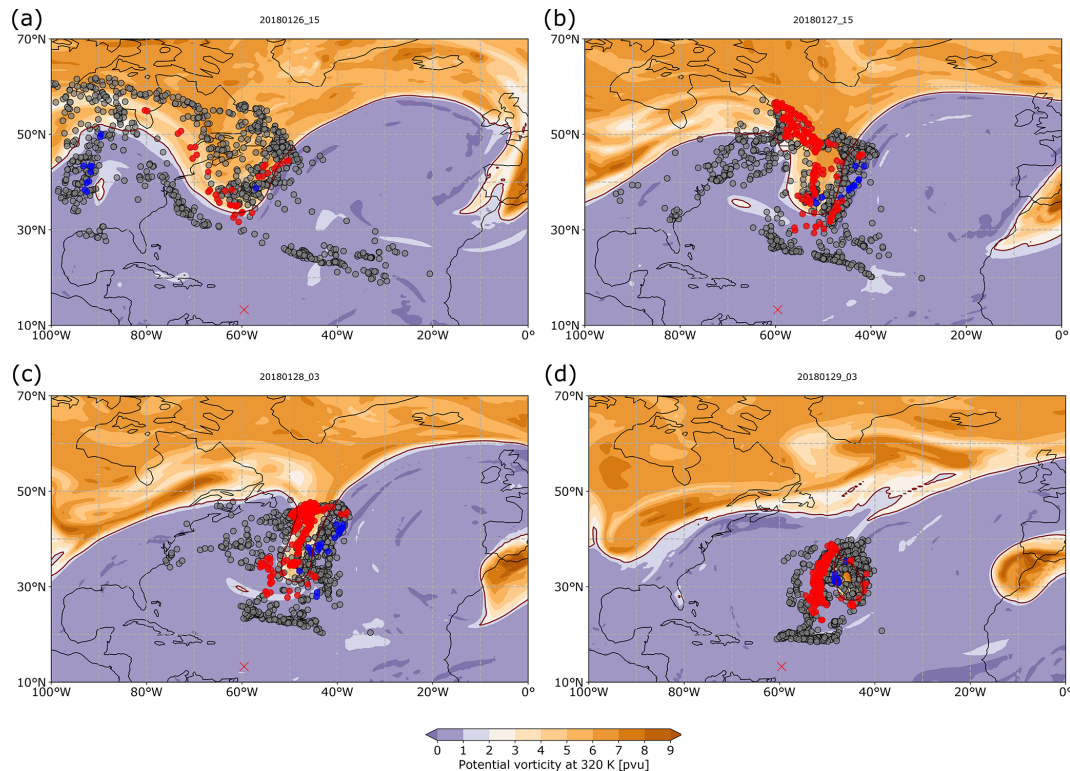 (a)
20180126_15
70°N
50°N
30°N
10°N
100°W 80°W 60°W 40°W 20°W 0°
(b)
20180127_15
70°N
50°N
30°N
10°N
100°W 80°W 60°W 40°W 20°W 0°
(c)
20180128_03
70°N
50°N
30°N
10°N
100°W 80°W 60°W 40°W 20°W 0°
(d)
20180129_03
70°N
50°N
30°N
10°N
100°W 80°W 60°W 40°W 20°W 0°
0 1 2 3 4 5 6 7 8 9
Potential vorticity at 320 K [pvu]